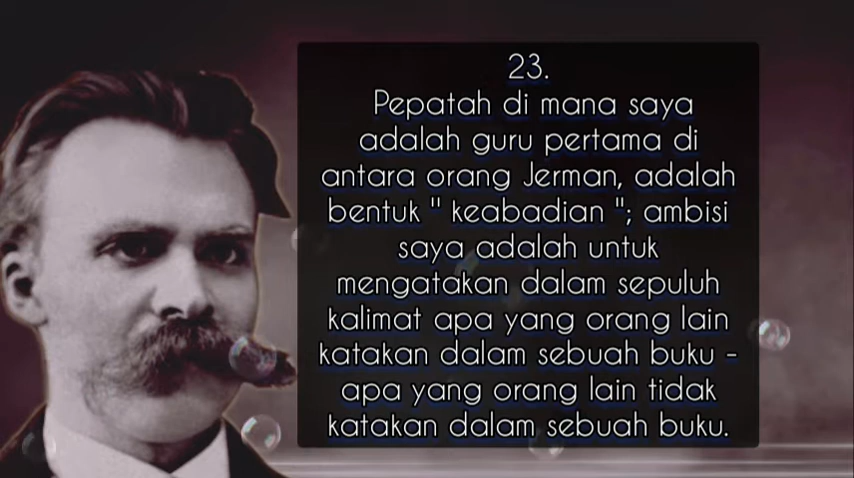 23.
Pepatah di mana saya
adalah guru pertama di
antara orang Jerman, adalah
bentuk " keabadian "; ambisi
saya adalah untuk
mengatakan dalam sepuluh
kalimat apa yang orang lain
katakan dalam sebuah buku -
apa yang orang lain tidak
katakan dalam sebuah buku.